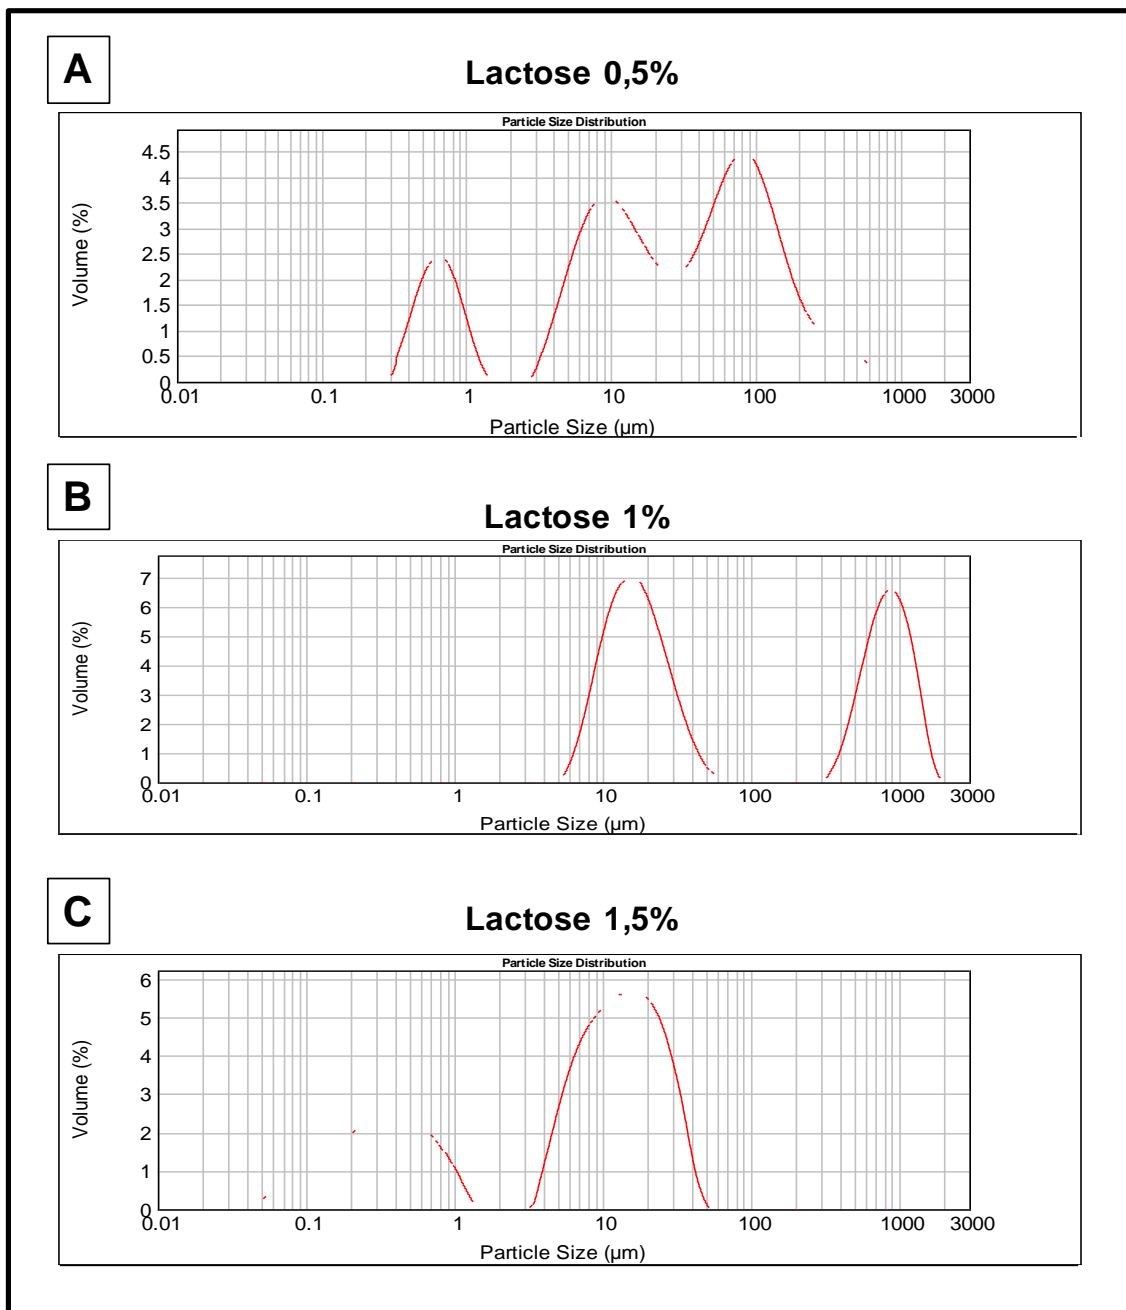 A
Lactose 0,5%
Particle Size Distribution
Volume (%)
4.5
4
3.5
3
2.5
2
1.5
1
0.5
0
0.01 0.1 1 10 100 1000 3000
Particle Size (µm)
B
Lactose 1%
Particle Size Distribution
Volume (%)
7
6
5
4
3
2
1
0
0.01 0.1 1 10 100 1000 3000
Particle Size (µm)
C
Lactose 1,5%
Particle Size Distribution
Volume (%)
6
5
4
3
2
1
0
0.01 0.1 1 10 100 1000 3000
Particle Size (µm)